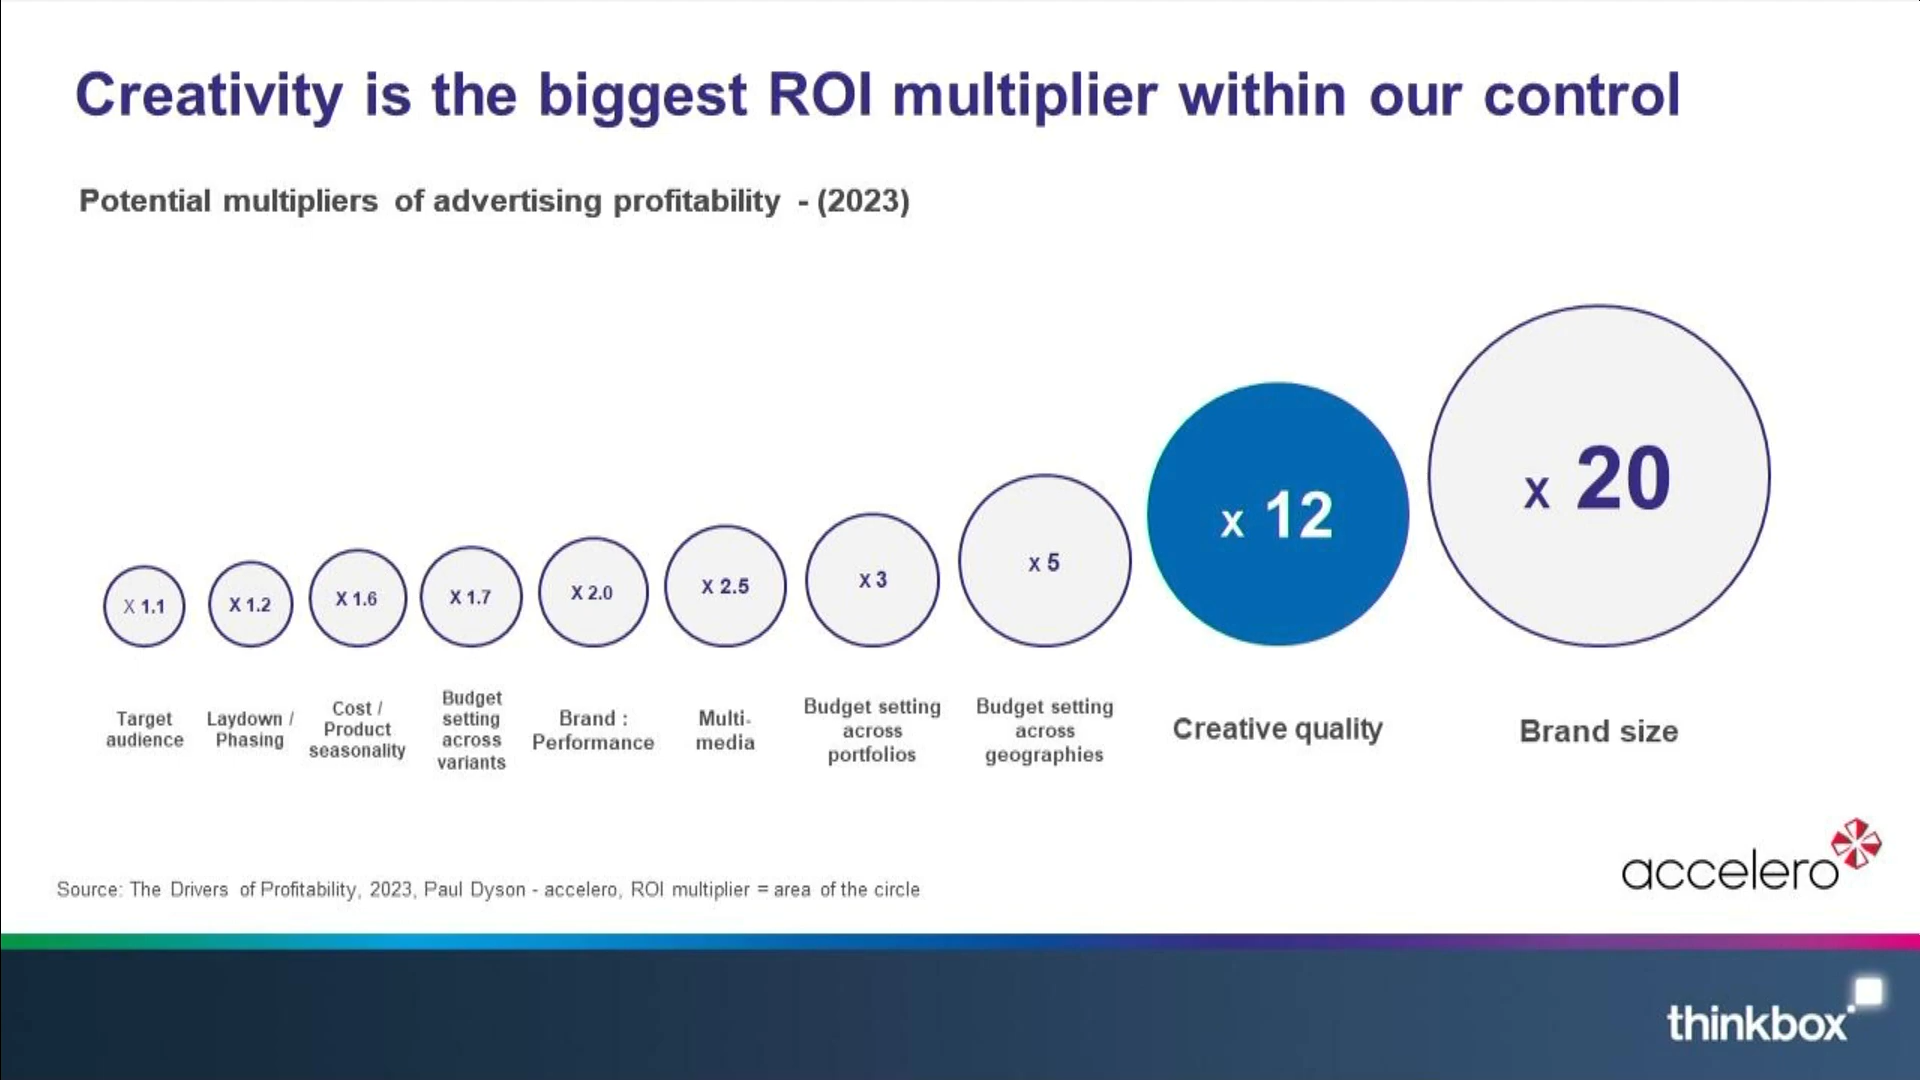 Creativity is the biggest ROI multiplier within our control
Potential multipliers of advertising profitability - (2023)
X 1.1
X 1.2
X 1.6
X 1.7
X 2.0
X 2.5
x 3
x 5
x 12
x 20
Target
audience
Laydown /
Phasing
Cost /
Product
seasonality
Budget
setting
across
variants
Brand :
Performance
Multi-
media
Budget setting
across
portfolios
Budget setting
across
geographies
Creative quality
Brand size
accelero
Source: The Drivers of Profitability, 2023, Paul Dyson - accelero, ROI multiplier = area of the circle
thinkbox